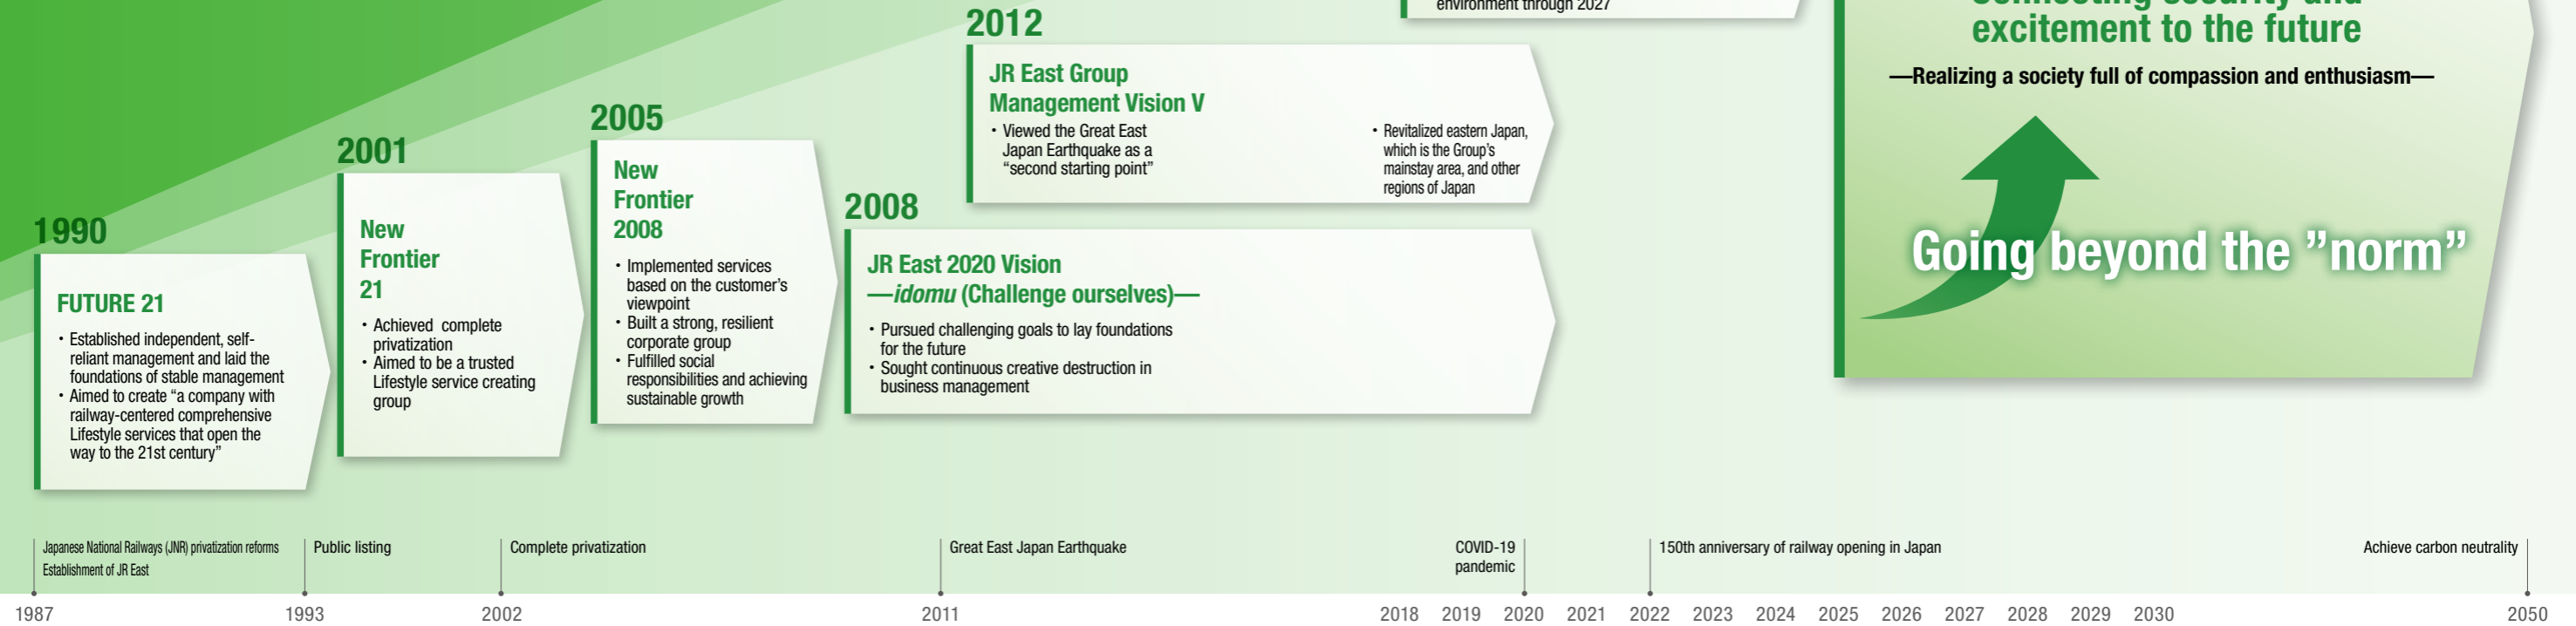 environment through 2027
Connecting security and
excitement to the future
—Realizing a society full of compassion and enthusiasm—
Going beyond the ”norm”
2012
JR East Group
Management Vision V
・Viewed the Great East
Japan Earthquake as a
“second starting point”
・Revitalized eastern Japan,
which is the Group’s
mainstay area, and other
regions of Japan
2005
New
Frontier
2008
・Implemented services
based on the customer’s
viewpoint
・Built a strong, resilient
corporate group
・Fulfilled social
responsibilities and achieving
sustainable growth
2001
New
Frontier
21
・Achieved complete
privatization
・Aimed to be a trusted
Lifestyle service creating
group
2008
JR East 2020 Vision
—idomu (Challenge ourselves)—
・Pursued challenging goals to lay foundations
for the future
・Sought continuous creative destruction in
business management
1990
FUTURE 21
・Established independent, self-
reliant management and laid the
foundations of stable management
・Aimed to create “a company with
railway-centered comprehensive
Lifestyle services that open the
way to the 21st century”
Japanese National Railways (JNR) privatization reforms
Establishment of JR East
Public listing
Complete privatization
Great East Japan Earthquake
COVID-19
pandemic
150th anniversary of railway opening in Japan
Achieve carbon neutrality
1987 1993 2002 2011 2018 2019 2020 2021 2022 2023 2024 2025 2026 2027 2028 2029 2030 2050